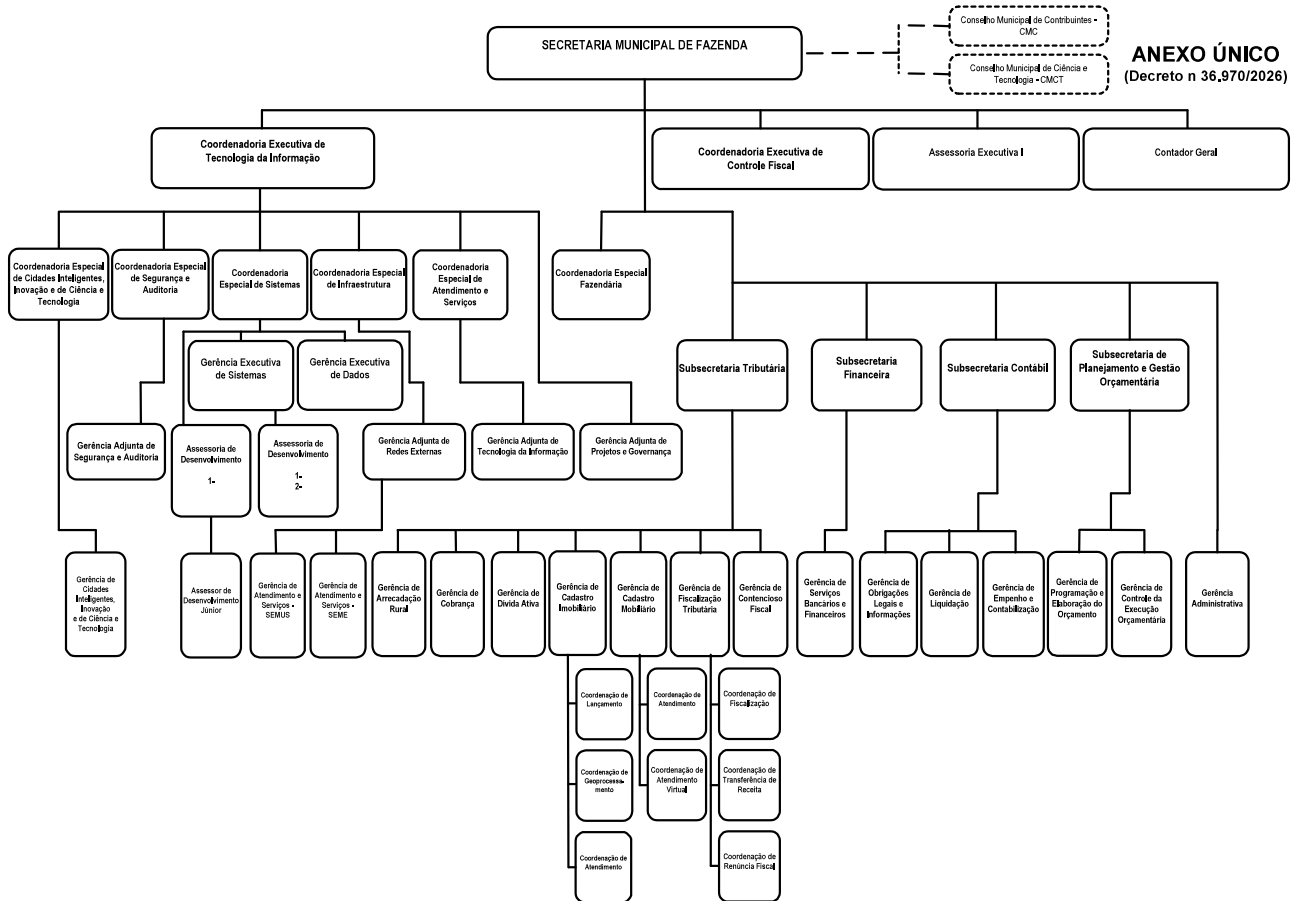 Conselho Municipal de Contribuintes -
CMC
SECRETARIA MUNICIPAL DE FAZENDA
ANEXO ÚNICO
(Decreto n 36.970/2026)
Conselho Municipal de Ciência e
Tecnologia - CMCT
Coordenadoria Executiva de
Tecnologia da Informação
Coordenadoria Executiva de
Controle Fiscal
Assessoria Executiva I
Contador Geral
Coordenadoria Especial
de Cidades Inteligentes,
Inovação e de Ciência e
Tecnologia
Coordenadoria Especial
de Segurança e
Auditoria
Coordenadoria
Especial de Sistemas
Coordenadoria Especial
de Infraestrutura
Coordenadoria
Especial de
Atendimento e
Serviços
Coordenadoria Especial
Fazendária
Gerência Executiva
de Sistemas
Gerência Executiva
de Dados
Subsecretaria Tributária
Subsecretaria
Financeira
Subsecretaria Contábil
Subsecretaria de
Planejamento e Gestão
Orçamentária
Gerência Adjunta de
Segurança e Auditoria
Assessoria de
Desenvolvimento
1-
Assessoria de
Desenvolvimento
1-
2-
Gerência Adjunta de
Redes Externas
Gerência Adjunta de
Tecnologia da Informação
Gerência Adjunta de
Projetos e Governança
Gerência de
Cidades
Inteligentes,
Inovação
e de Ciência e
Tecnologia
Assessor de
Desenvolvimento
Júnior
Gerência de
Atendimento e
Serviços -
SEMUS
Gerência de
Atendimento e
Serviços -
SEME
Gerência de
Arrecadação
Rural
Gerência de
Cobrança
Gerência de
Dívida Ativa
Gerência de
Cadastro
Imobiliário
Gerência de
Cadastro
Mobiliário
Gerência de
Fiscalização
Tributária
Gerência de
Contencioso
Fiscal
Gerência de
Serviços
Bancários e
Financeiros
Gerência de
Obrigações
Legais e
Informações
Gerência de
Liquidação
Gerência de
Empenho e
Contabilização
Gerência de
Programação e
Elaboração do
Orçamento
Gerência de
Controle da
Execução
Orçamentária
Gerência
Administrativa
Coordenação de
Lançamento
Coordenação de
Atendimento
Coordenação de
Fiscalização
Coordenação de
Geoprocessa-
mento
Coordenação de
Atendimento
Virtual
Coordenação de
Transferência de
Receita
Coordenação de
Atendimento
Coordenação de
Renúncia Fiscal